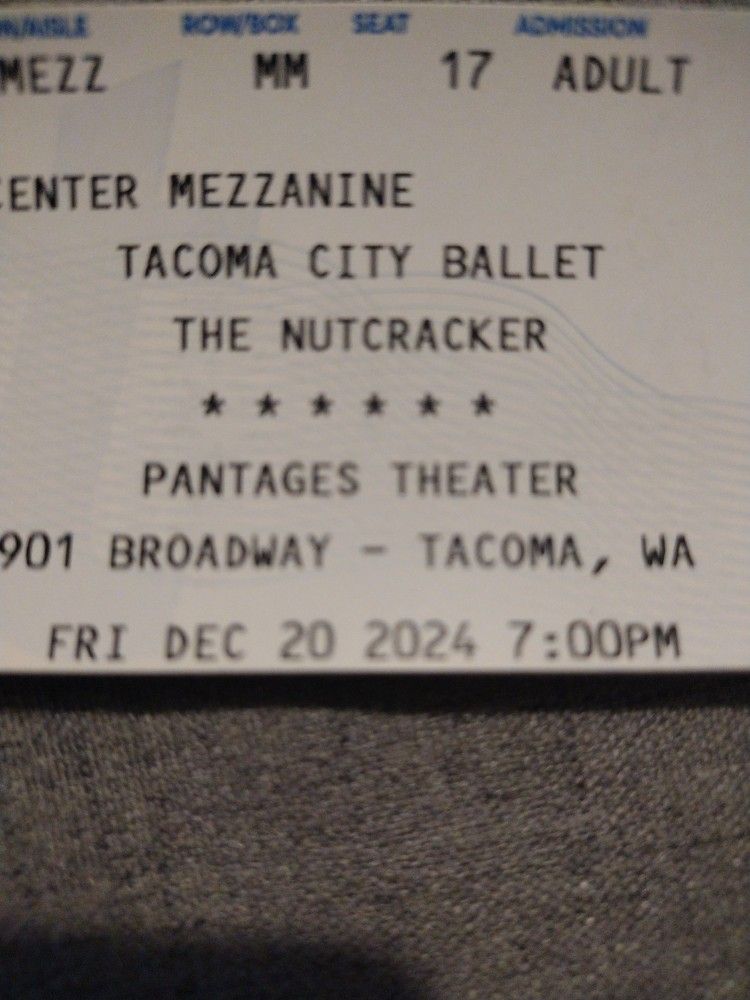 ROW/BOX SEAT ADMISSION
MEZZ MM 17 ADULT
CENTER MEZZANINE
TACOMA CITY BALLET
THE NUTCRACKER
* * * * * *
PANTAGES THEATER
901 BROADWAY - TACOMA, WA
FRI DEC 20 2024 7:00PM